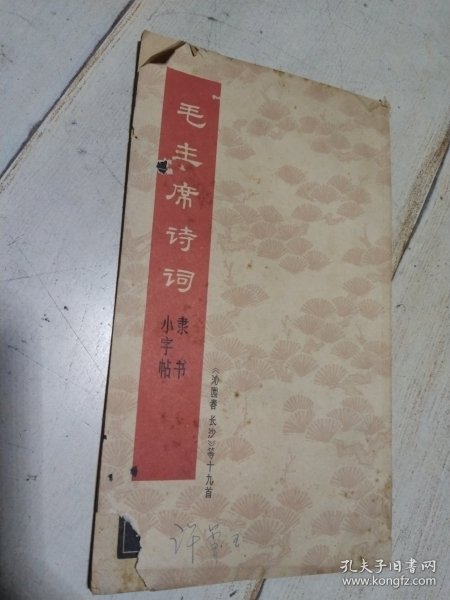 毛主席诗词
隶书
小字帖
《沁园春 长沙》等十九首
孔夫子旧书网
www.kongfz.com